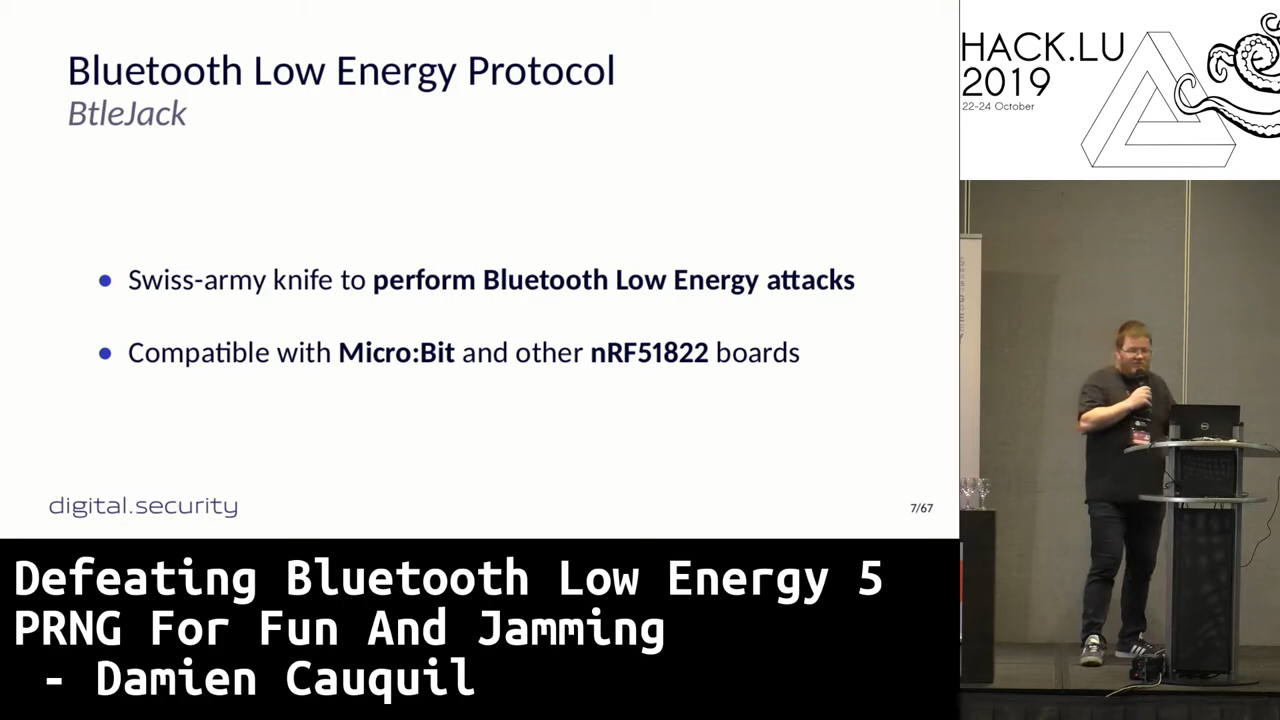 Bluetooth Low Energy Protocol
BtleJack
• Swiss-army knife to perform Bluetooth Low Energy attacks
• Compatible with Micro:Bit and other nRF51822 boards
digital.security
7/67
HACK.LU
2019
22-24 October
Defeating Bluetooth Low Energy 5
PRNG For Fun And Jamming
- Damien Cauquil